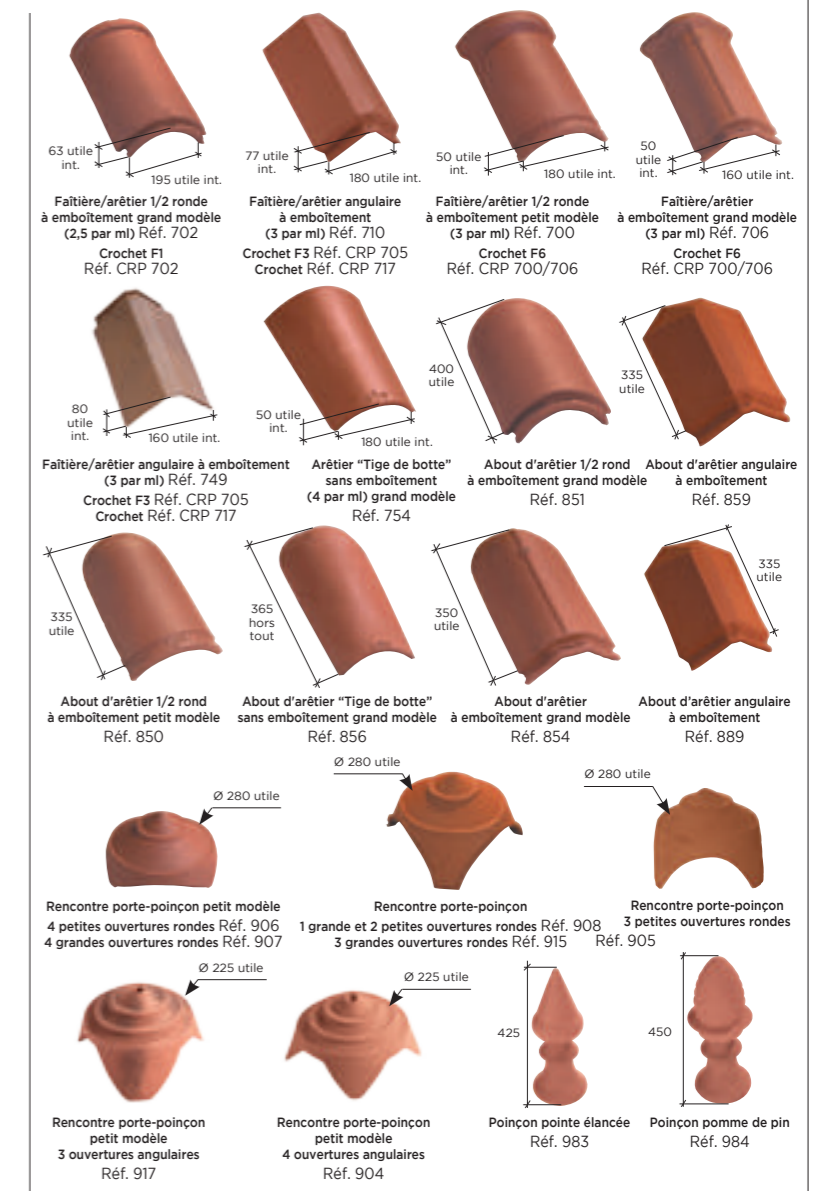 63 utile
int.
195 utile int.
Faîtière/arêtier 1/2 ronde
à emboîtement grand modèle
(2,5 par ml) Réf. 702
Crochet F1
Réf. CRP 702
77 utile
int.
180 utile int.
Faîtière/arêtier angulaire
à emboîtement
(3 par ml) Réf. 710
Crochet F3 Réf. CRP 705
Crochet Réf. CRP 717
50 utile
int.
180 utile int.
Faîtière/arêtier 1/2 ronde
à emboîtement petit modèle
(3 par ml) Réf. 700
Crochet F6
Réf. CRP 700/706
50
utile
int.
160 utile int.
Faîtière/arêtier
à emboîtement grand modèle
(3 par ml) Réf. 706
Crochet F6
Réf. CRP 700/706
80
utile
int.
160 utile int.
Faîtière/arêtier angulaire à emboîtement
(3 par ml) Réf. 749
Crochet F3 Réf. CRP 705
Crochet Réf. CRP 717
50 utile
int.
180 utile int.
Arêtier “Tige de botte”
sans emboîtement
(4 par ml) grand modèle
Réf. 754
400
utile
About d'arêtier 1/2 rond
à emboîtement grand modèle
Réf. 851
335
utile
About d'arêtier angulaire
à emboîtement
Réf. 859
335
utile
About d'arêtier 1/2 rond
à emboîtement petit modèle
Réf. 850
365
hors
tout
About d'arêtier “Tige de botte”
sans emboîtement grand modèle
Réf. 856
350
utile
About d'arêtier
à emboîtement grand modèle
Réf. 854
335
utile
About d’arêtier angulaire
à emboîtement
Réf. 889
Ø 280 utile
Rencontre porte-poinçon petit modèle
4 petites ouvertures rondes Réf. 906
4 grandes ouvertures rondes Réf. 907
Ø 280 utile
Rencontre porte-poinçon
1 grande et 2 petites ouvertures rondes Réf. 908
3 grandes ouvertures rondes Réf. 915
Ø 280 utile
Rencontre porte-poinçon
3 petites ouvertures rondes
Réf. 905
Ø 225 utile
Rencontre porte-poinçon
petit modèle
3 ouvertures angulaires
Réf. 917
Ø 225 utile
Rencontre porte-poinçon
petit modèle
4 ouvertures angulaires
Réf. 904
425
Poinçon pointe élancée
Réf. 983
450
Poinçon pomme de pin
Réf. 984